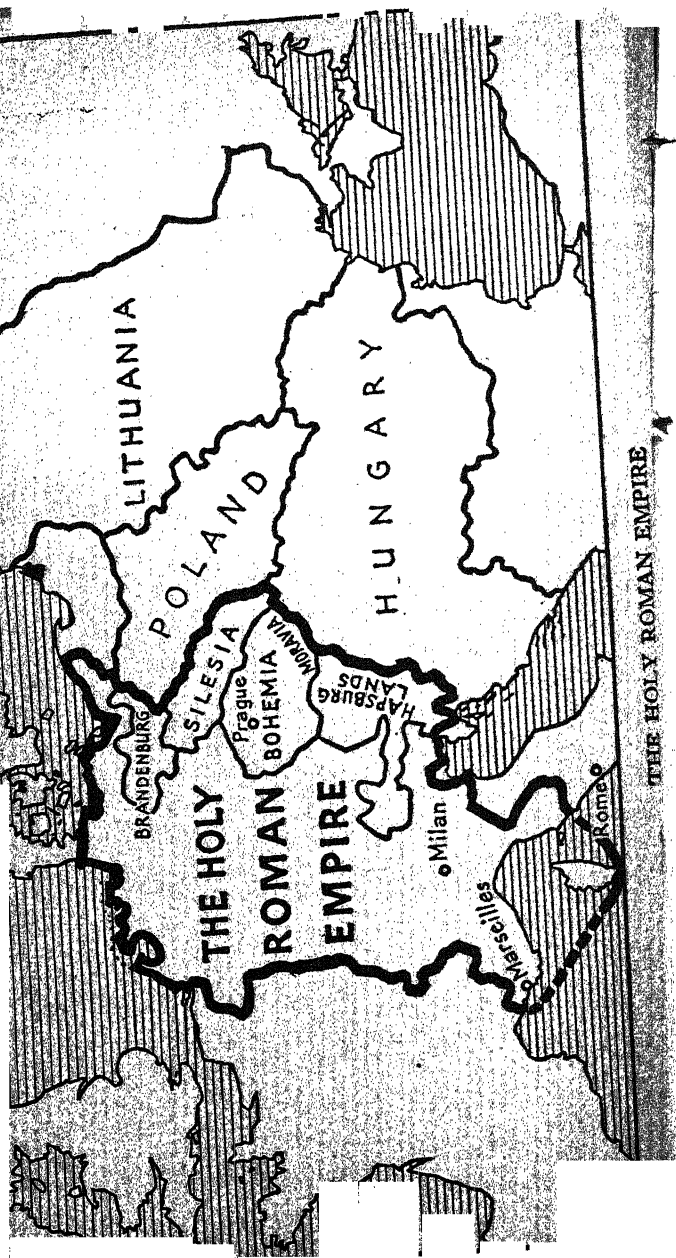 LITHUANIA
POLAND
HUNGARY
BRANDENBURG
SILESIA
Prague
BOHEMIA
MORAVIA
HAPSBURG
LANDS
THE HOLY
ROMAN
EMPIRE
Milan
Marseilles
Rome
THE HOLY ROMAN EMPIRE